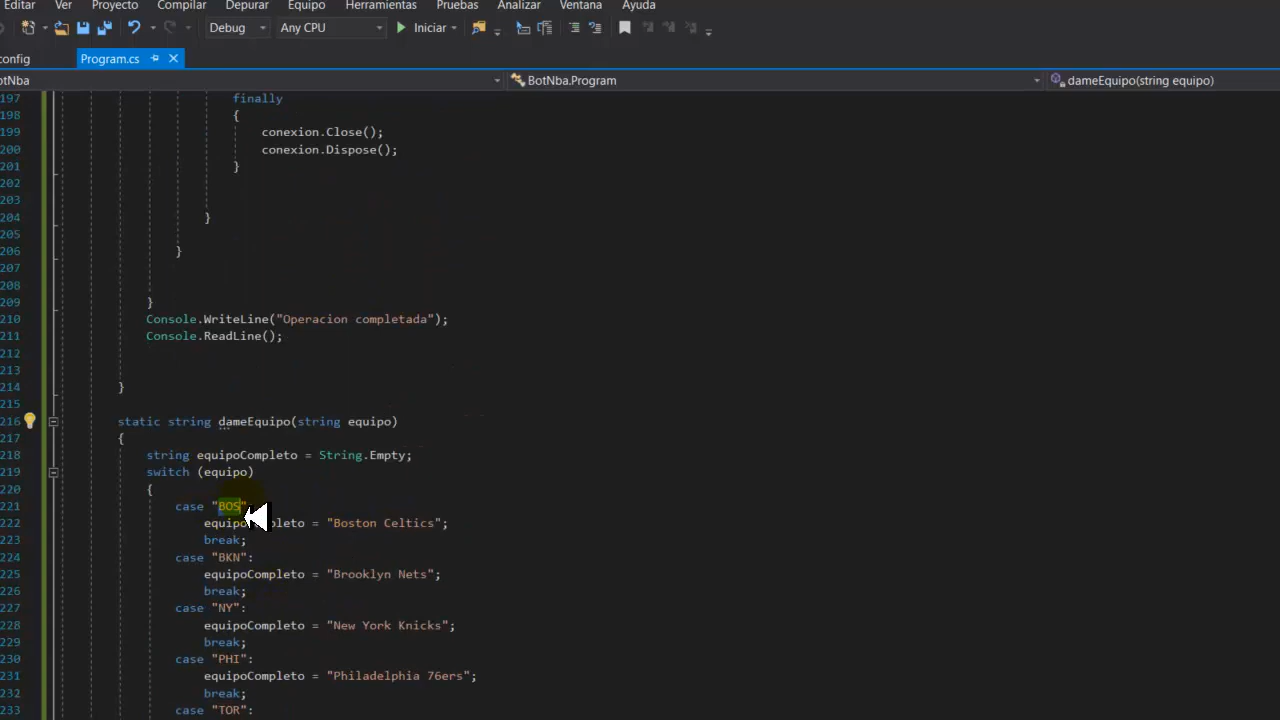 Editar Ver Proyecto Compilar Depurar Equipo Herramientas Pruebas Analizar Ventana Ayuda
Debug Any CPU Iniciar
config Program.cs
otNba BotNba.Program dameEquipo(string equipo)
197 finally
198 {
199 conexion.Close();
200 conexion.Dispose();
201 }
202
203
204 }
205
206 }
207
208
209 }
210 Console.WriteLine("Operacion completada");
211 Console.ReadLine();
212
213
214 }
215
216 static string dameEquipo(string equipo)
217 {
218 string equipoCompleto = String.Empty;
219 switch (equipo)
220 {
221 case "BOS":
222 equipoCompleto = "Boston Celtics";
223 break;
224 case "BKN":
225 equipoCompleto = "Brooklyn Nets";
226 break;
227 case "NY":
228 equipoCompleto = "New York Knicks";
229 break;
230 case "PHI":
231 equipoCompleto = "Philadelphia 76ers";
232 break;
233 case "TOR":